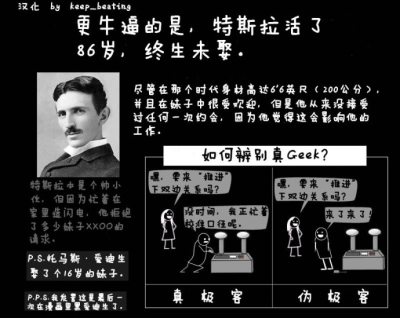 汉化 by keep_beating
更牛逼的是，特斯拉活了
86岁，终生未娶。
尽管在那个时代身材高达6'6英尺（200公分），
并且在妹子中很受欢迎，但是他从来没接受
过任何一次约会，因为他觉得这会影响他的
工作。
特斯拉本是个帅小
伙，但因为忙着在
家里造闪电，他拒绝
了多少妹子XXOO的
请求。
P.S.托马斯·爱迪生
娶了个16岁的妹子。
P.P.S.我发誓这是最后一
次在漫画里黑爱迪生了。
如何辨别真Geek?
嘿，要来“推进”
下双边关系吗？
没时间，我正忙着
校准口径呢。
真极客
嘿，要来“推进”
下双边关系吗？
来了来了！
伪极客